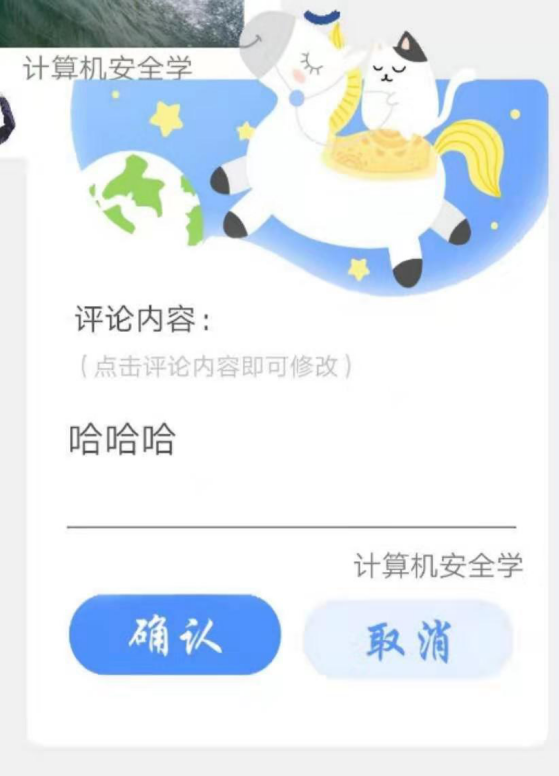 计算机安全学
评论内容：
（点击评论内容即可修改）
哈哈哈
计算机安全学
确认
取消